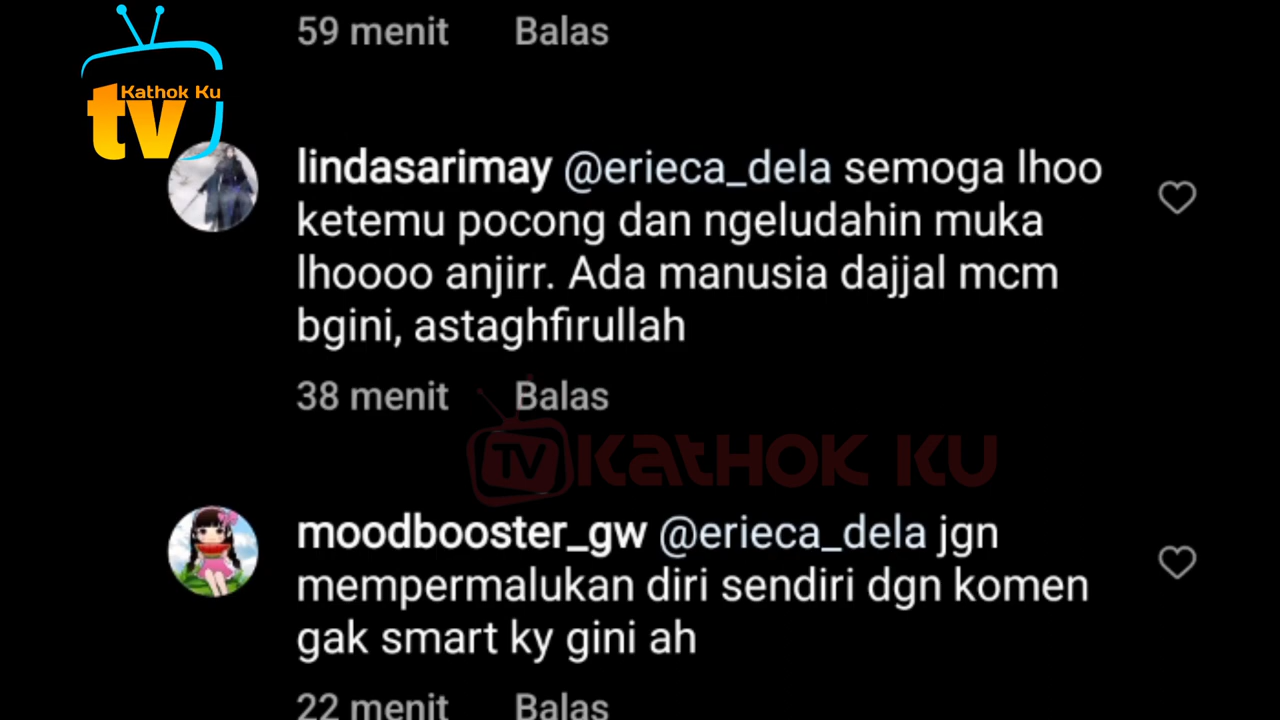 59 menit Balas
Kathok Ku
tv
lindasarimay @erieca_dela semoga lhoo
ketemu pocong dan ngeludahin muka
lhoooo anjirr. Ada manusia dajjal mcm
bgini, astaghfirullah
38 menit Balas
TV KATHOK KU
moodbooster_gw @erieca_dela jgn
mempermalukan diri sendiri dgn komen
gak smart ky gini ah
22 menit Balas